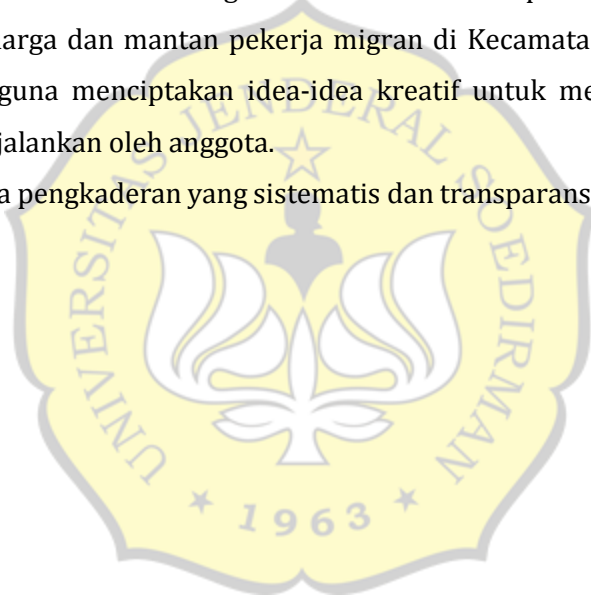 arga dan mantan pekerja migran di Kecamata
guna menciptakan idea-idea kreatif untuk me
jalankan oleh anggota.
a pengkaderan yang sistematis dan transparans
UNIVERSITAS JENDERAL SOEDIRMAN
1963